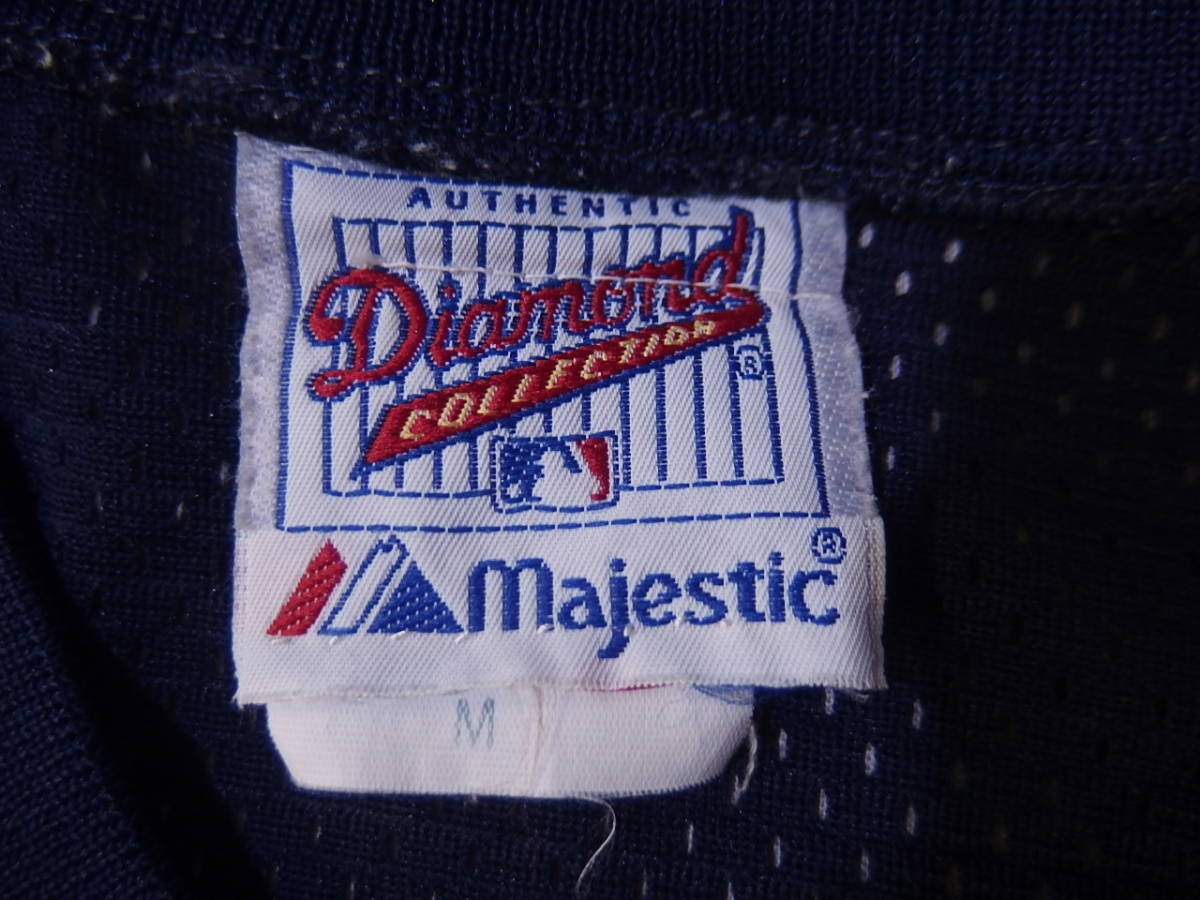 AUTHENTIC
Diamond
COLLECTION
®
Majestic®
M